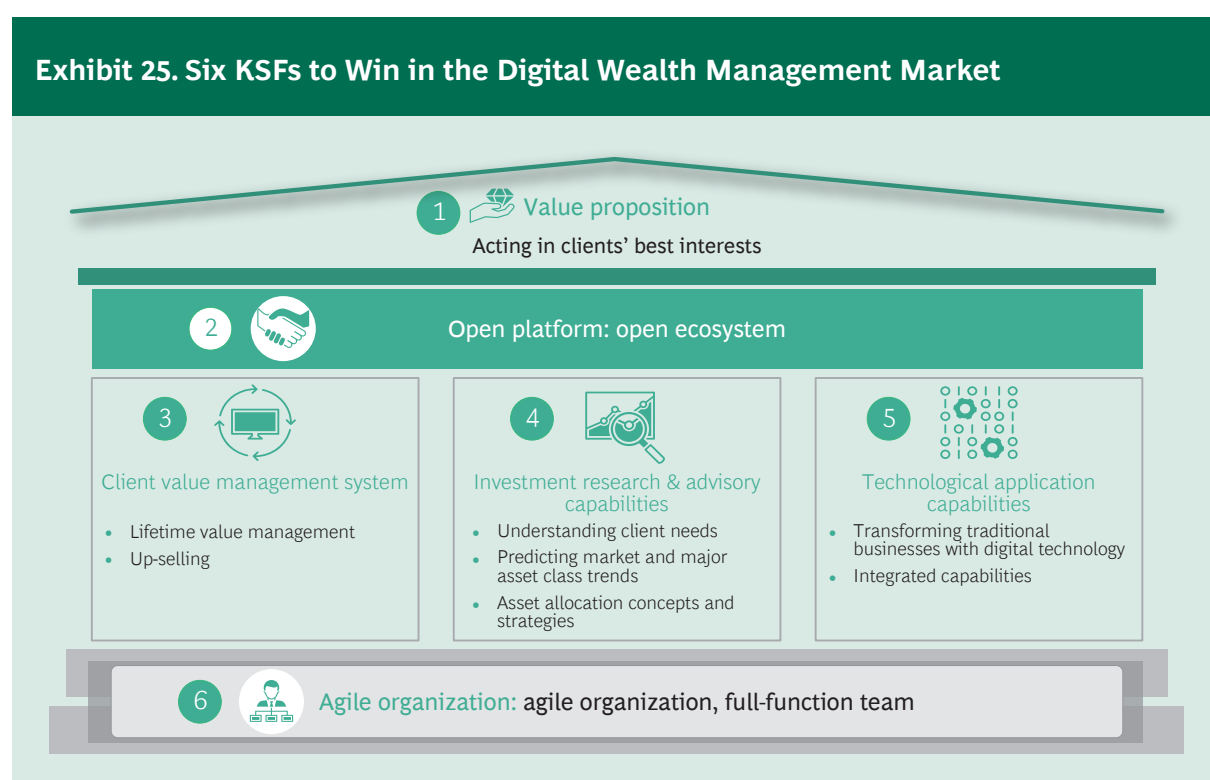 Exhibit 25. Six KSFs to Win in the Digital Wealth Management Market
1 Value proposition
Acting in clients’ best interests
2 Open platform: open ecosystem
3
Client value management system
• Lifetime value management
• Up-selling
4
Investment research & advisory
capabilities
• Understanding client needs
• Predicting market and major
asset class trends
• Asset allocation concepts and
strategies
5
Technological application
capabilities
• Transforming traditional
businesses with digital technology
• Integrated capabilities
6 Agile organization: agile organization, full-function team